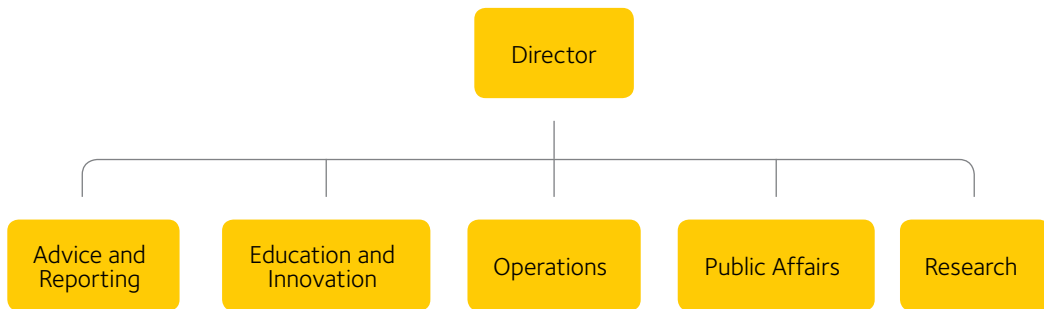 Director
Advice and
Reporting
Education and
Innovation
Operations
Public Affairs
Research